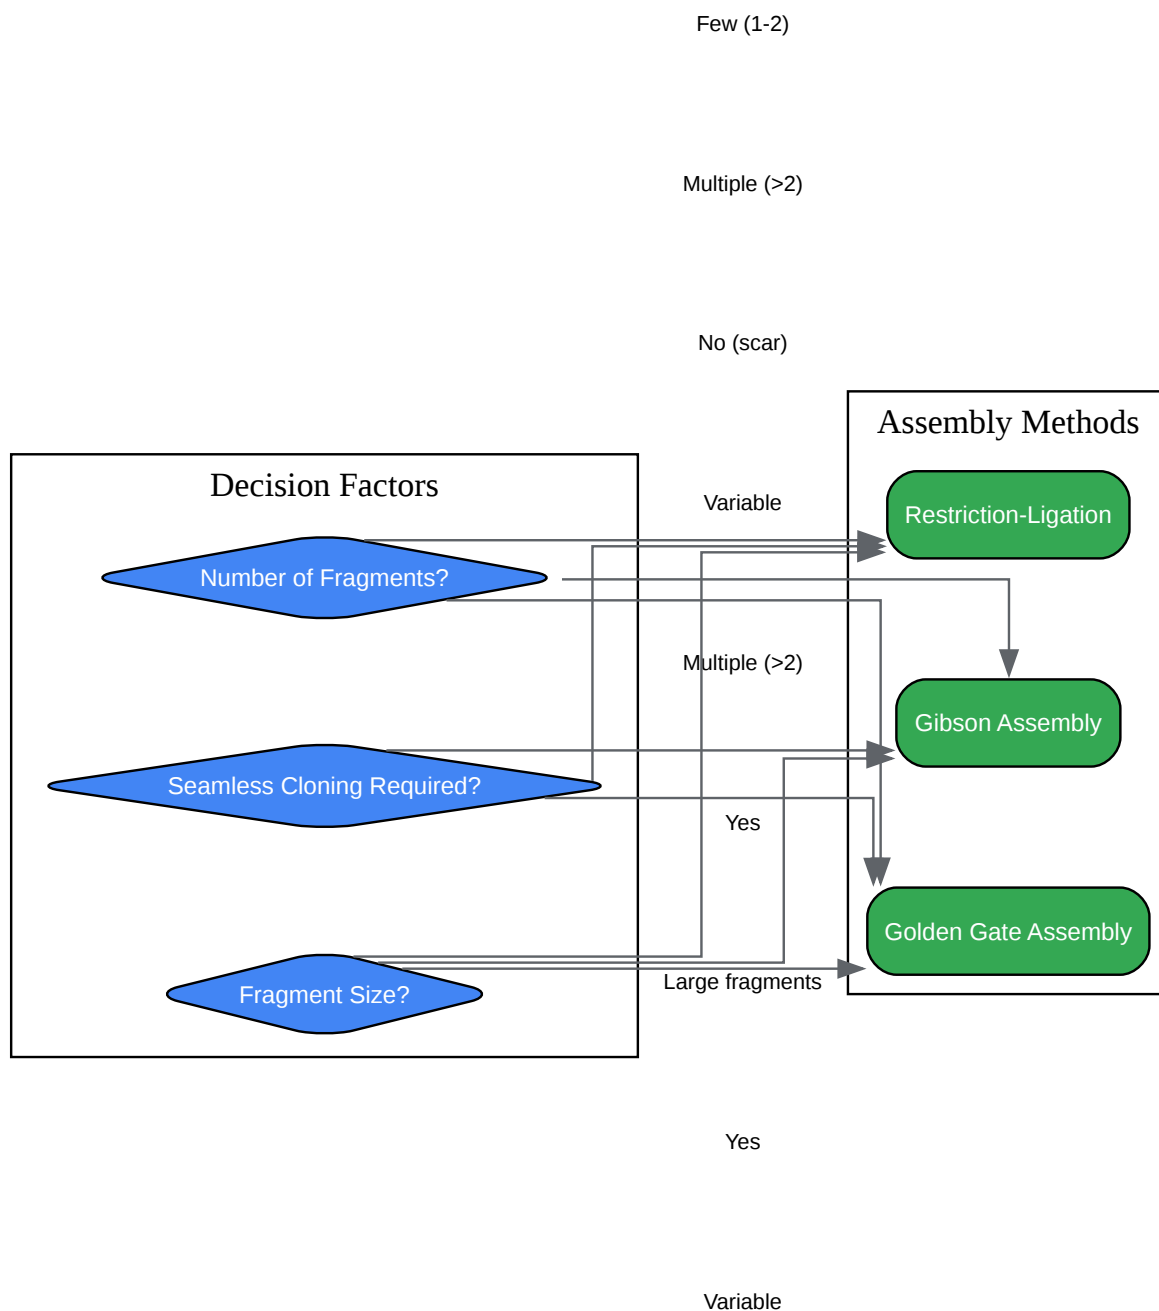 Few (1-2)
Multiple (>2)
No (scar)
Assembly Methods
Decision Factors
Variable
Restriction-Ligation
Number of Fragments?
Multiple (>2)
Gibson Assembly
Seamless Cloning Required?
Yes
Golden Gate Assembly
Large fragments
Fragment Size?
Yes
Variable